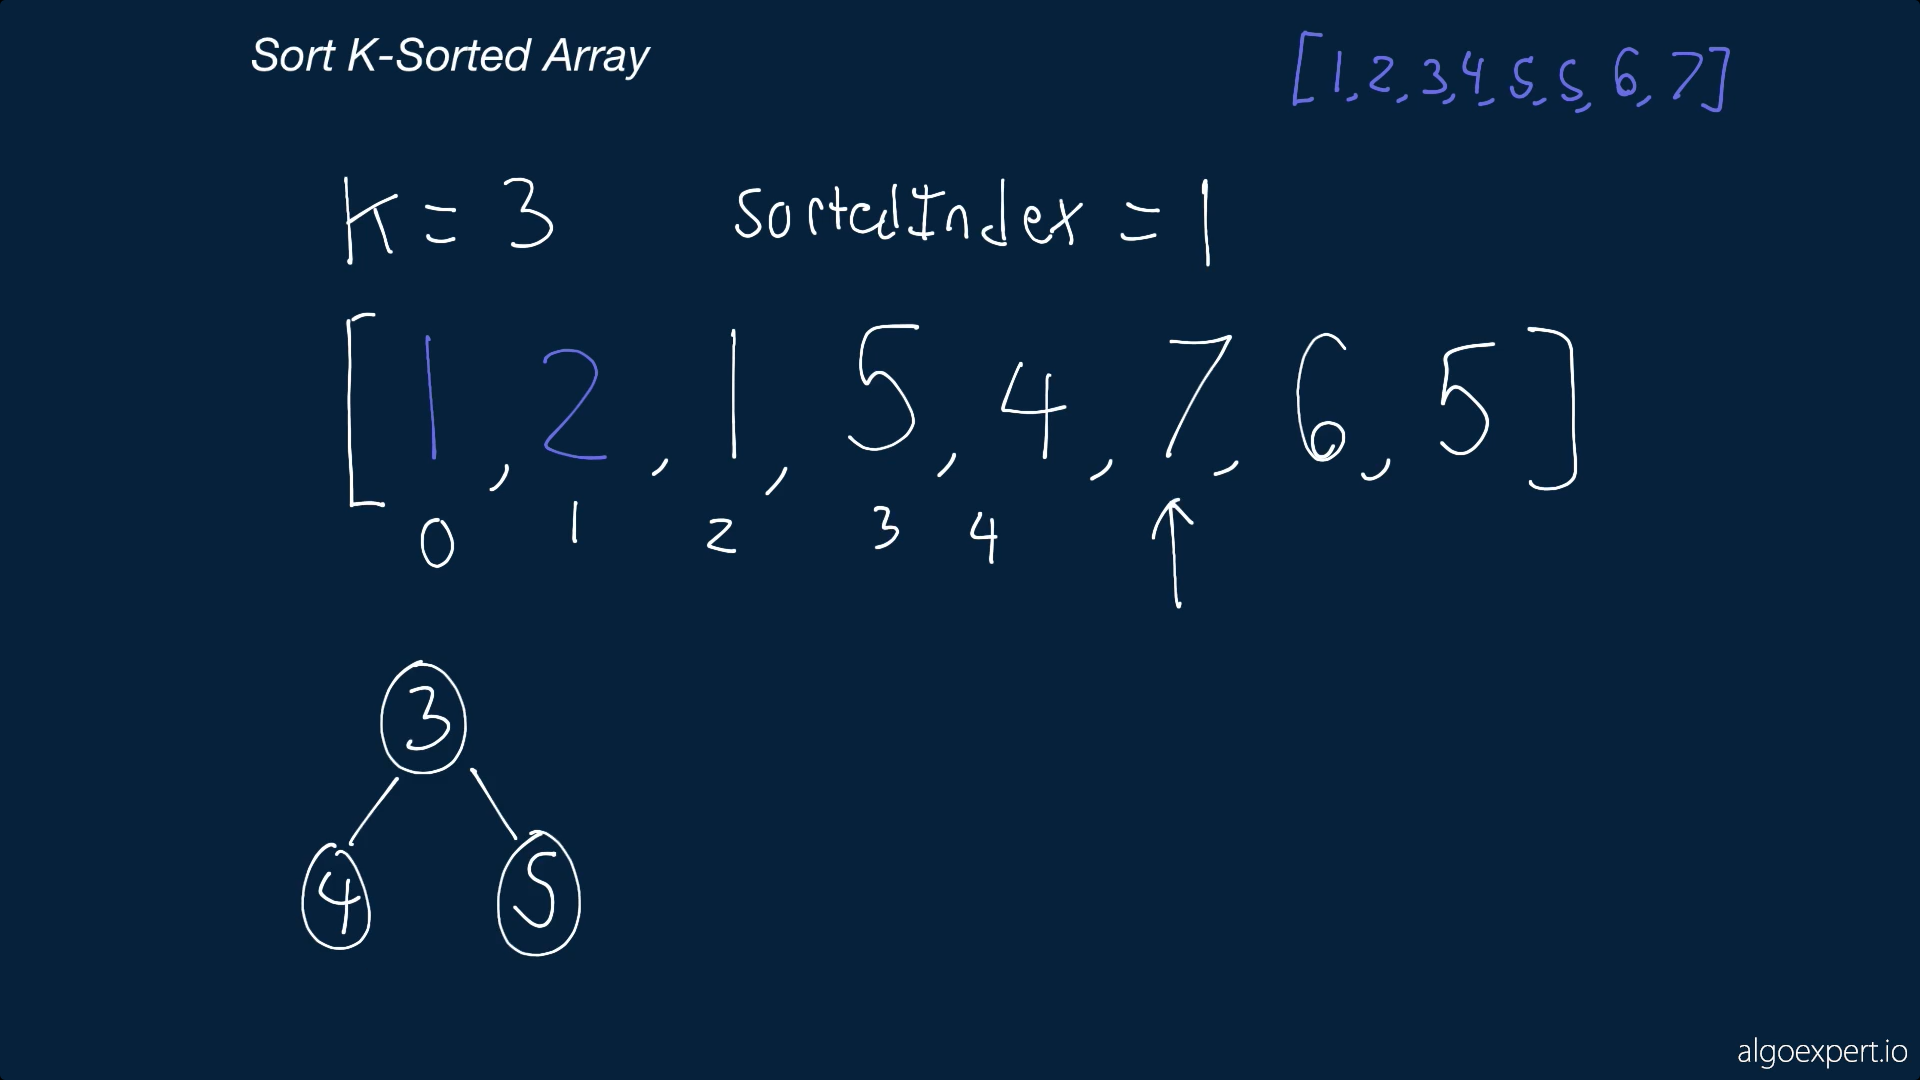 Sort K-Sorted Array
[1, 2, 3, 4, 5, 5, 6, 7]
K = 3
SortedIndex = 1
[1, 2, 1, 5, 4, 7, 6, 5]
0 1 2 3 4
3
4 5
algoexpert.io